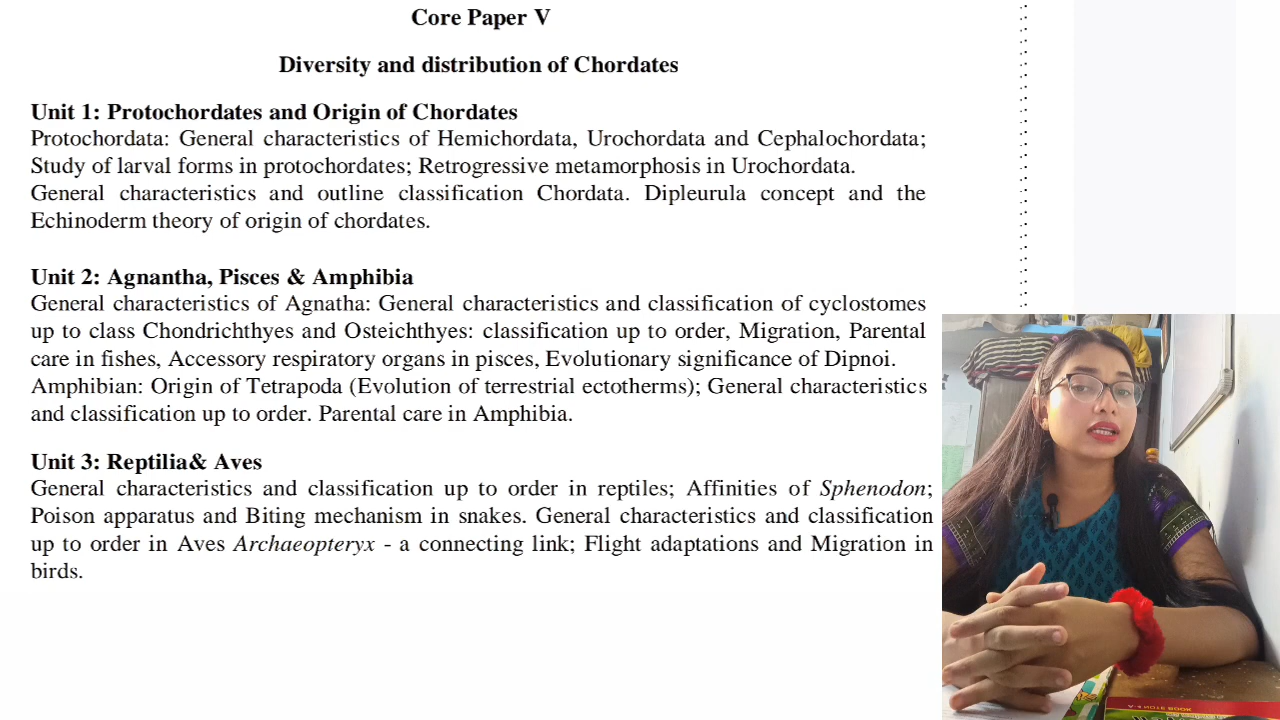 Core Paper V
Diversity and distribution of Chordates
Unit 1: Protochordates and Origin of Chordates
Protochordata: General characteristics of Hemichordata, Urochordata and Cephalochordata;
Study of larval forms in protochordates; Retrogressive metamorphosis in Urochordata.
General characteristics and outline classification Chordata. Dipleurula concept and the
Echinoderm theory of origin of chordates.
Unit 2: Agnantha, Pisces & Amphibia
General characteristics of Agnatha: General characteristics and classification of cyclostomes
up to class Chondrichthyes and Osteichthyes: classification up to order, Migration, Parental
care in fishes, Accessory respiratory organs in pisces, Evolutionary significance of Dipnoi.
Amphibian: Origin of Tetrapoda (Evolution of terrestrial ectotherms); General characteristics
and classification up to order. Parental care in Amphibia.
Unit 3: Reptilia& Aves
General characteristics and classification up to order in reptiles; Affinities of Sphenodon;
Poison apparatus and Biting mechanism in snakes. General characteristics and classification
up to order in Aves Archaeopteryx - a connecting link; Flight adaptations and Migration in
birds.